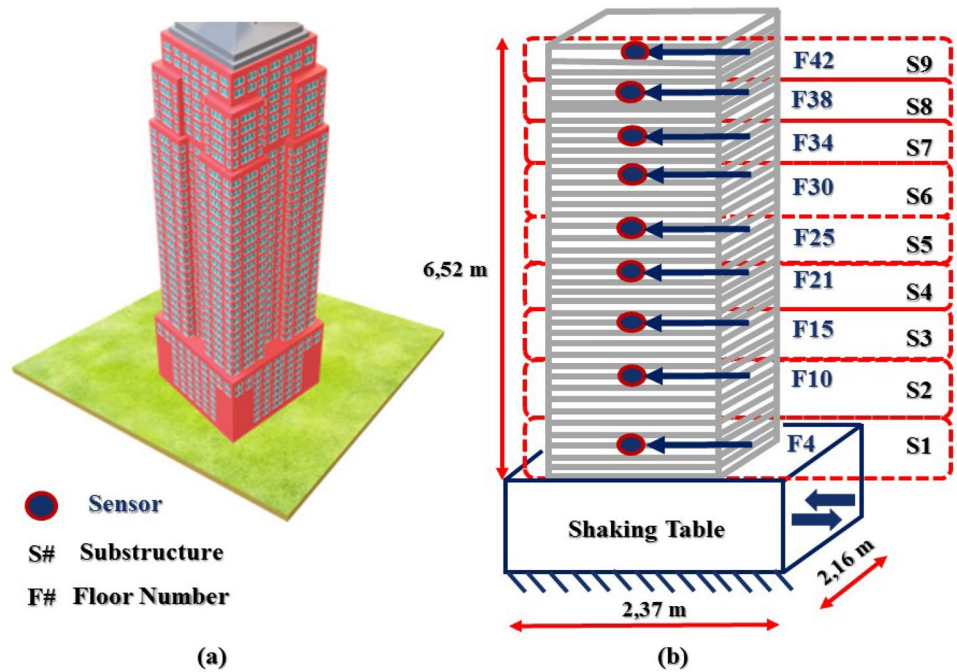 Sensor
S# Substructure
F# Floor Number
(a)
F42 S9
F38 S8
F34 S7
F30 S6
F25 S5
F21 S4
F15 S3
F10 S2
F4 S1
6,52 m
Shaking Table
2,16 m
2,37 m
(b)